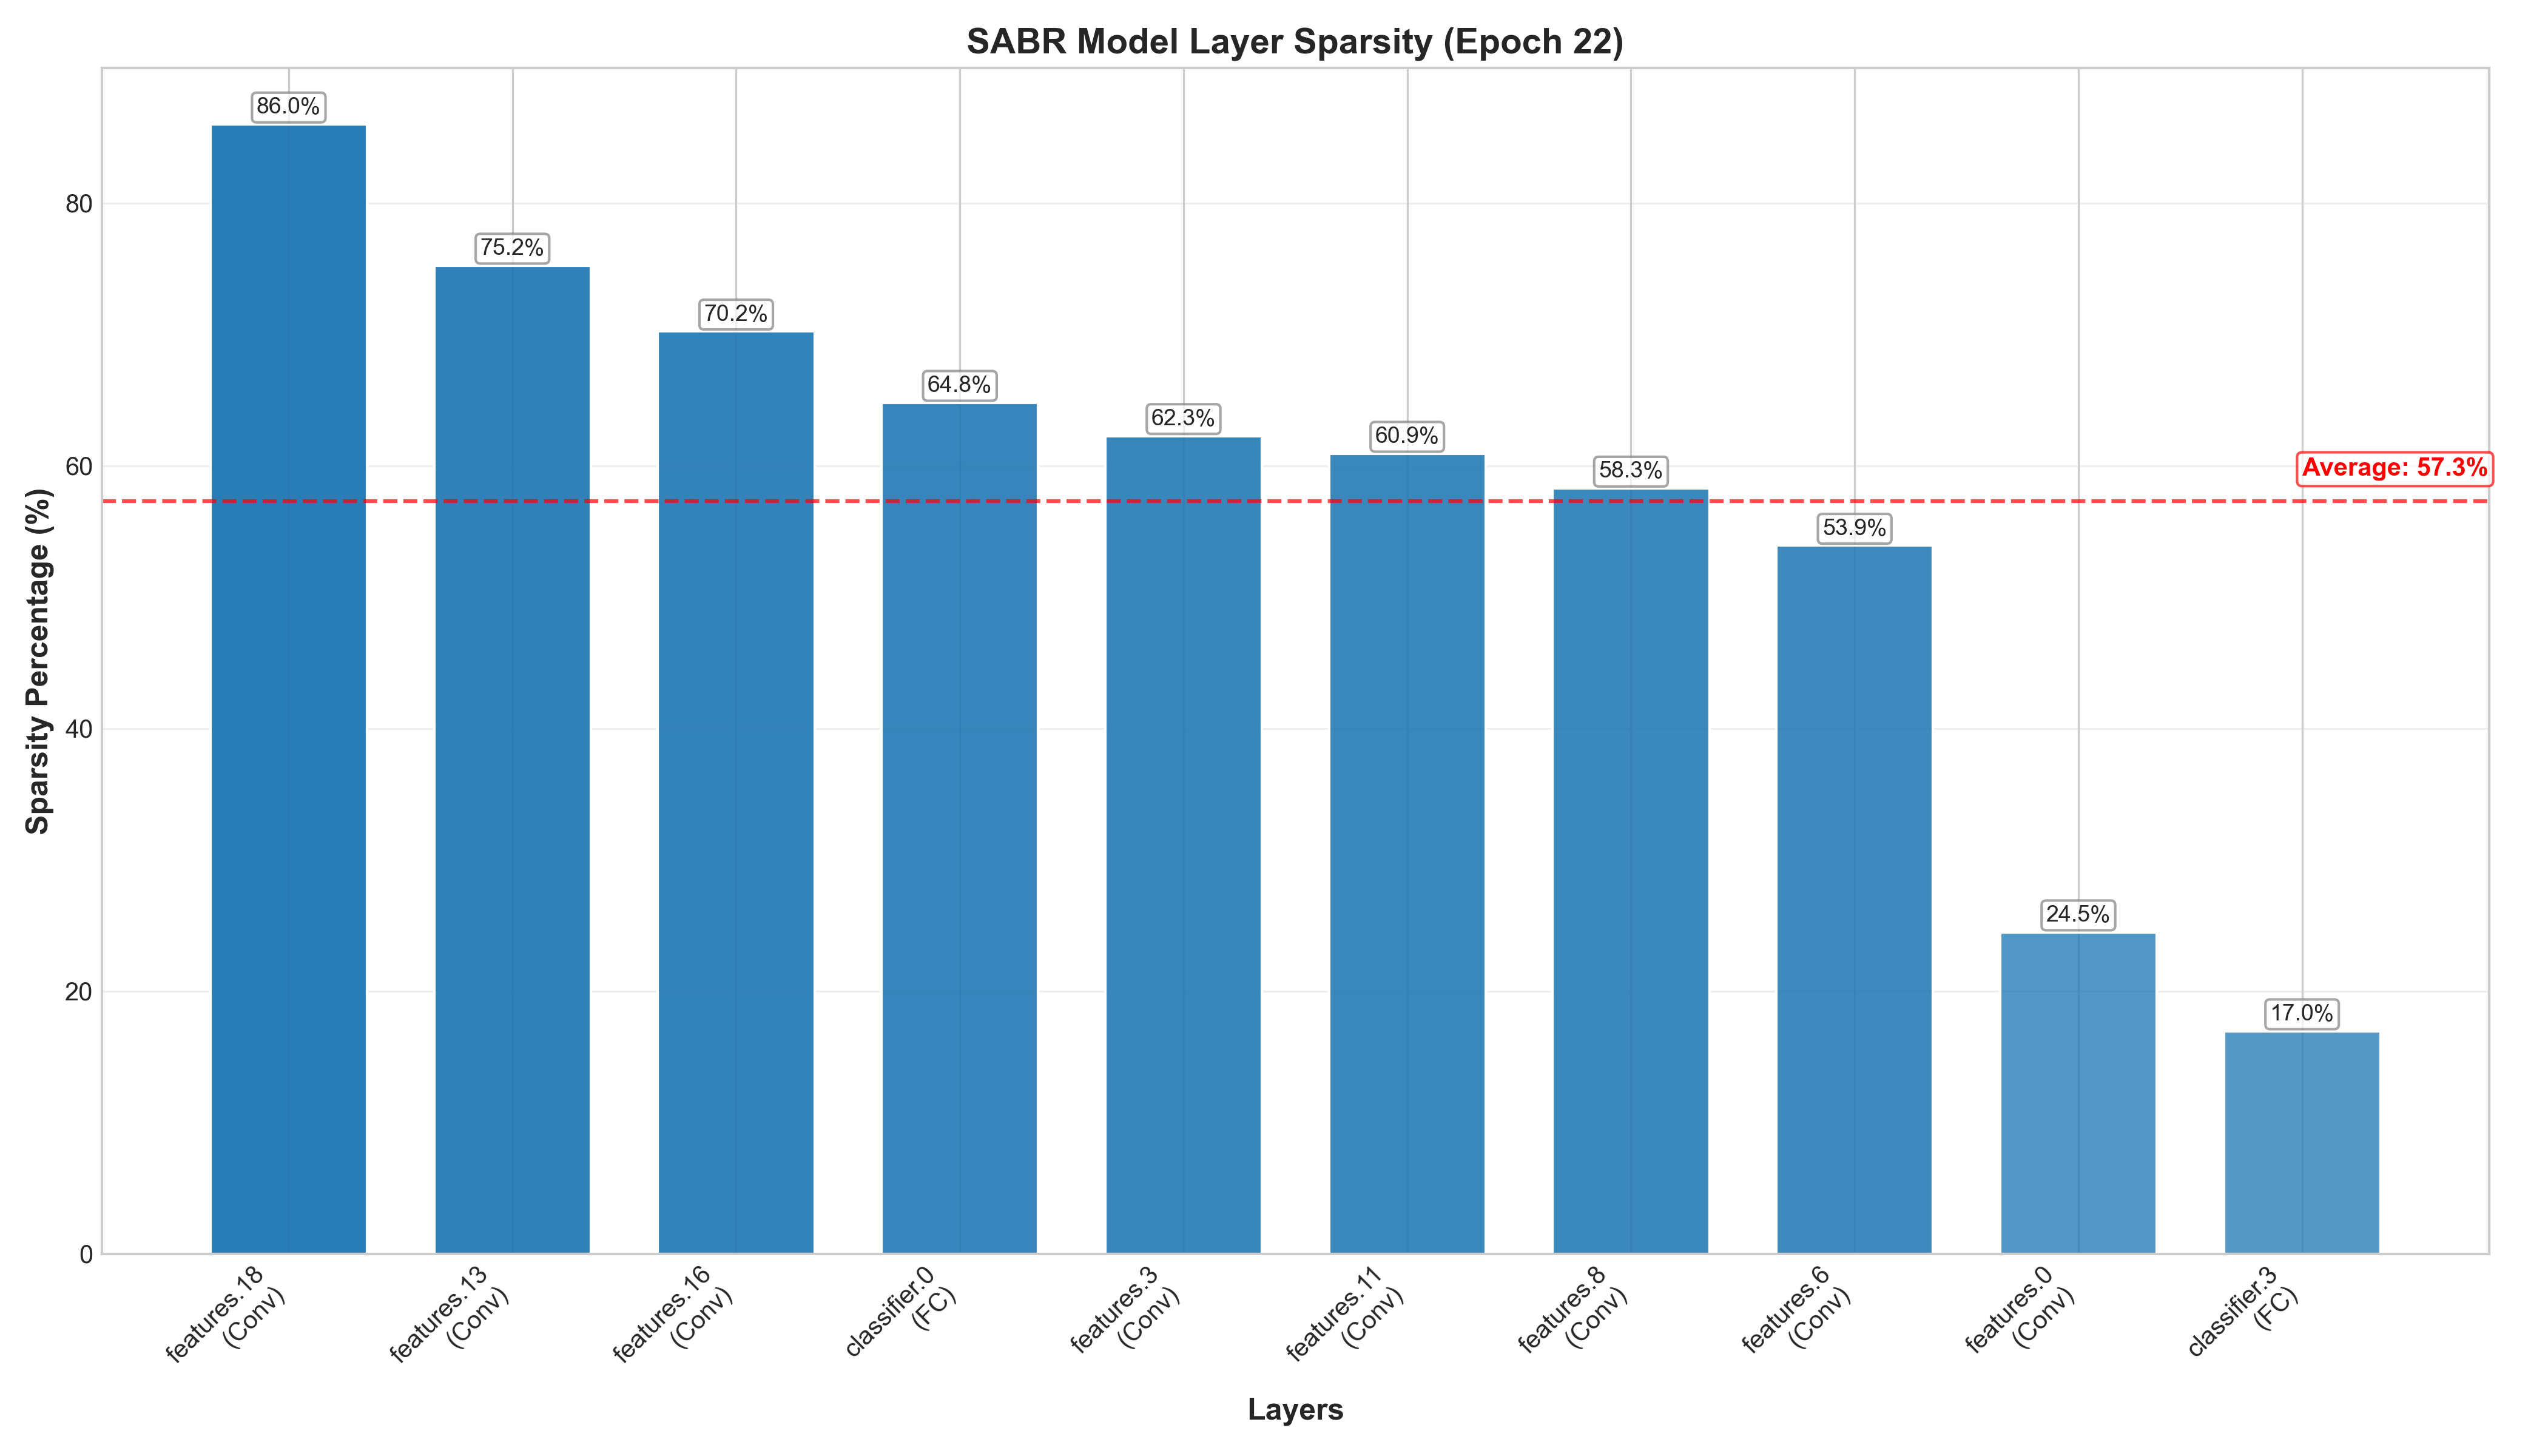 SABR Model Layer Sparsity (Epoch 22)
Sparsity Percentage (%)
80
60
40
20
0
86.0%
75.2%
70.2%
64.8%
62.3%
60.9%
58.3%
53.9%
24.5%
17.0%
Average: 57.3%
features.18
(Conv)
features.13
(Conv)
features.16
(Conv)
classifier.0
(FC)
features.3
(Conv)
features.11
(Conv)
features.8
(Conv)
features.6
(Conv)
features.0
(Conv)
classifier.3
(FC)
Layers